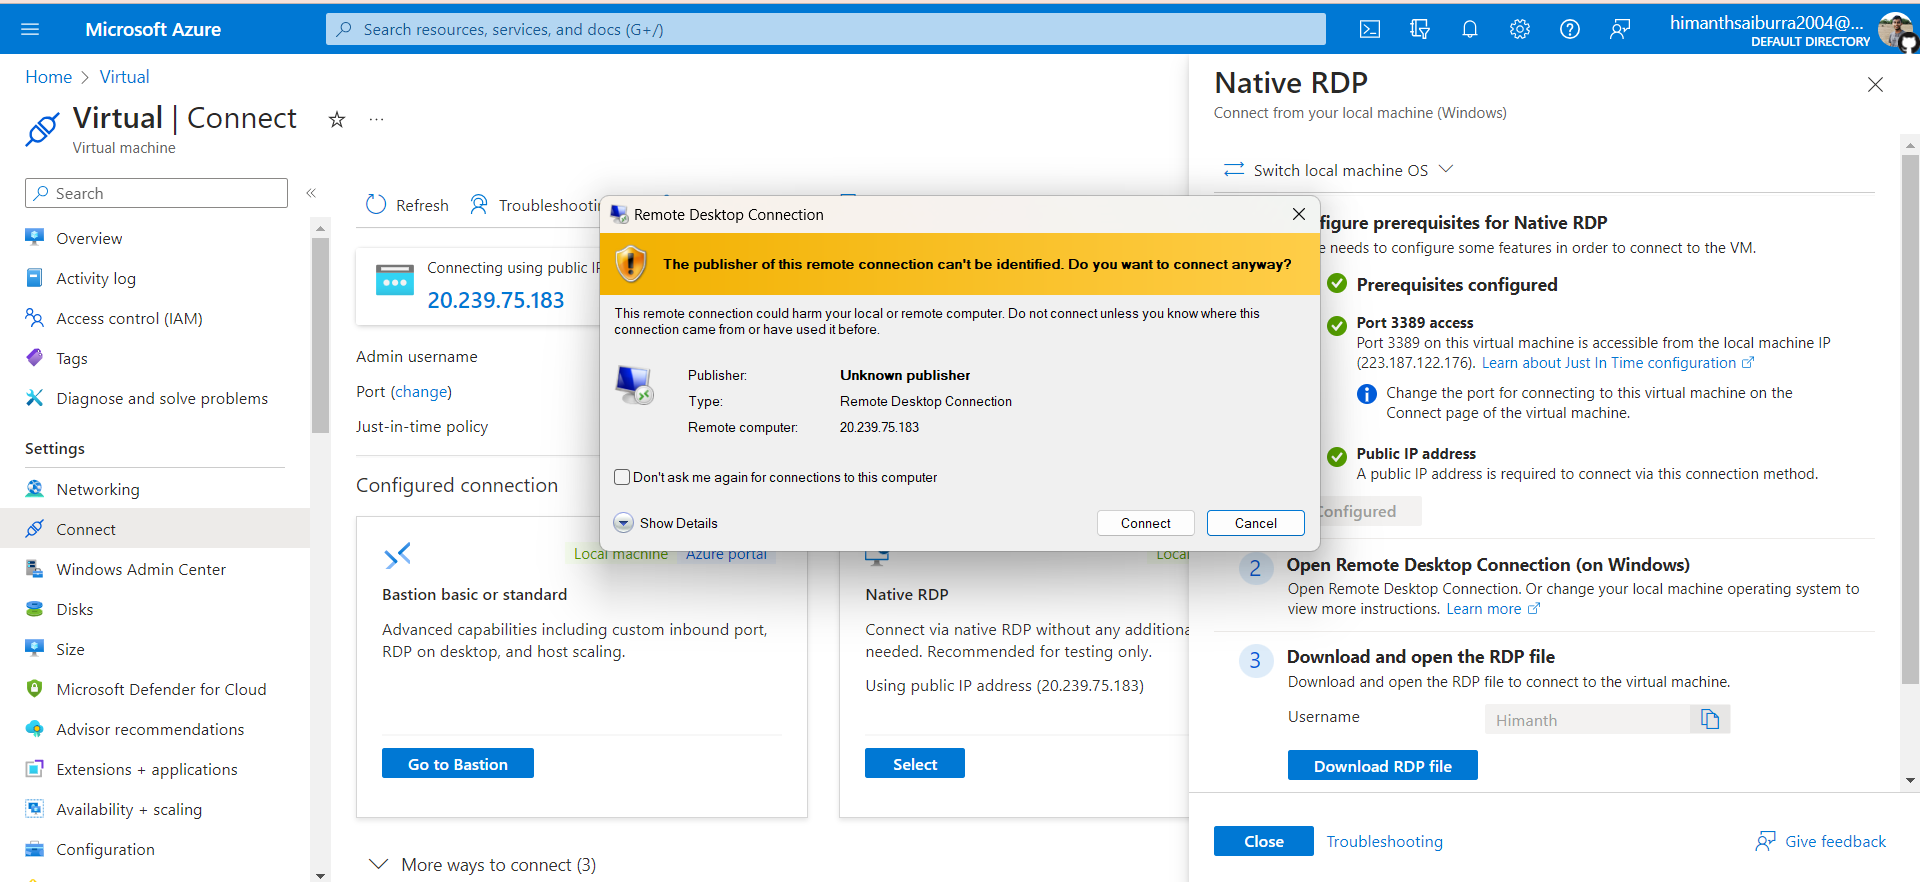 Microsoft Azure
Search resources, services, and docs (G+/)
himanthsaiburra2004@...
DEFAULT DIRECTORY
Home > Virtual
Virtual | Connect
...
Virtual machine
Search
«
Overview
Activity log
Access control (IAM)
Tags
Diagnose and solve problems
Settings
Networking
Connect
Windows Admin Center
Disks
Size
Microsoft Defender for Cloud
Advisor recommendations
Extensions + applications
Availability + scaling
Configuration
Refresh
Connecting using public IP
20.239.75.183
Admin username
Port (change)
Just-in-time policy
Configured connection
Local machine
Azure portal
Bastion basic or standard
Advanced capabilities including custom inbound port,
RDP on desktop, and host scaling.
Go to Bastion
Native RDP
Connect via native RDP without any
needed. Recommended for testing only.
Using public IP address (20.239.75.183)
Select
More ways to connect (3)
Remote Desktop Connection
The publisher of this remote connection can't be identified. Do you want to connect anyway?
This remote connection could harm your local or remote computer. Do not connect unless you know where this
connection came from or have used it before.
Publisher: Unknown publisher
Type: Remote Desktop Connection
Remote computer: 20.239.75.183
Don't ask me again for connections to this computer
Show Details
Connect
Cancel
Native RDP
Connect from your local machine (Windows)
Switch local machine OS
prerequisites for Native RDP
needs to configure some features in order to connect to the VM.
Prerequisites configured
Port 3389 access
Port 3389 on this virtual machine is accessible from the local machine IP
(223.187.122.176). Learn about Just In Time configuration
Change the port for connecting to this virtual machine on the
Connect page of the virtual machine.
Public IP address
A public IP address is required to connect via this connection method.
onfigured
2
Open Remote Desktop Connection (on Windows)
Open Remote Desktop Connection. Or change your local machine operating system to
view more instructions. Learn more
3
Download and open the RDP file
Download and open the RDP file to connect to the virtual machine.
Username Himanth
Download RDP file
Close
Troubleshooting
Give feedback